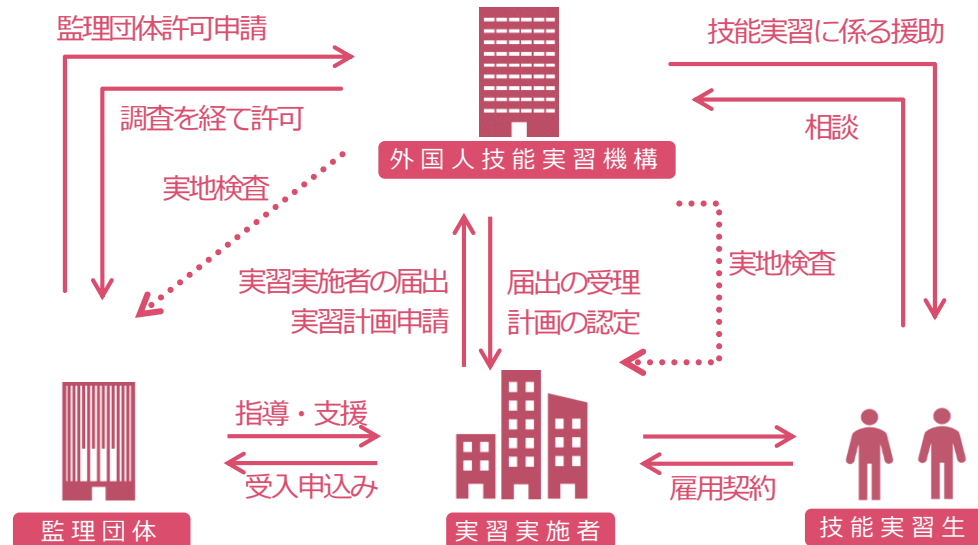 監理団体許可申請
技能実習に係る援助
調査を経て許可
相談
外国人技能実習機構
実地検査
実地検査
実習実施者の届出
実習計画申請
届出の受理
計画の認定
指導・支援
受入申込み
雇用契約
監理団体
実習実施者
技能実習生